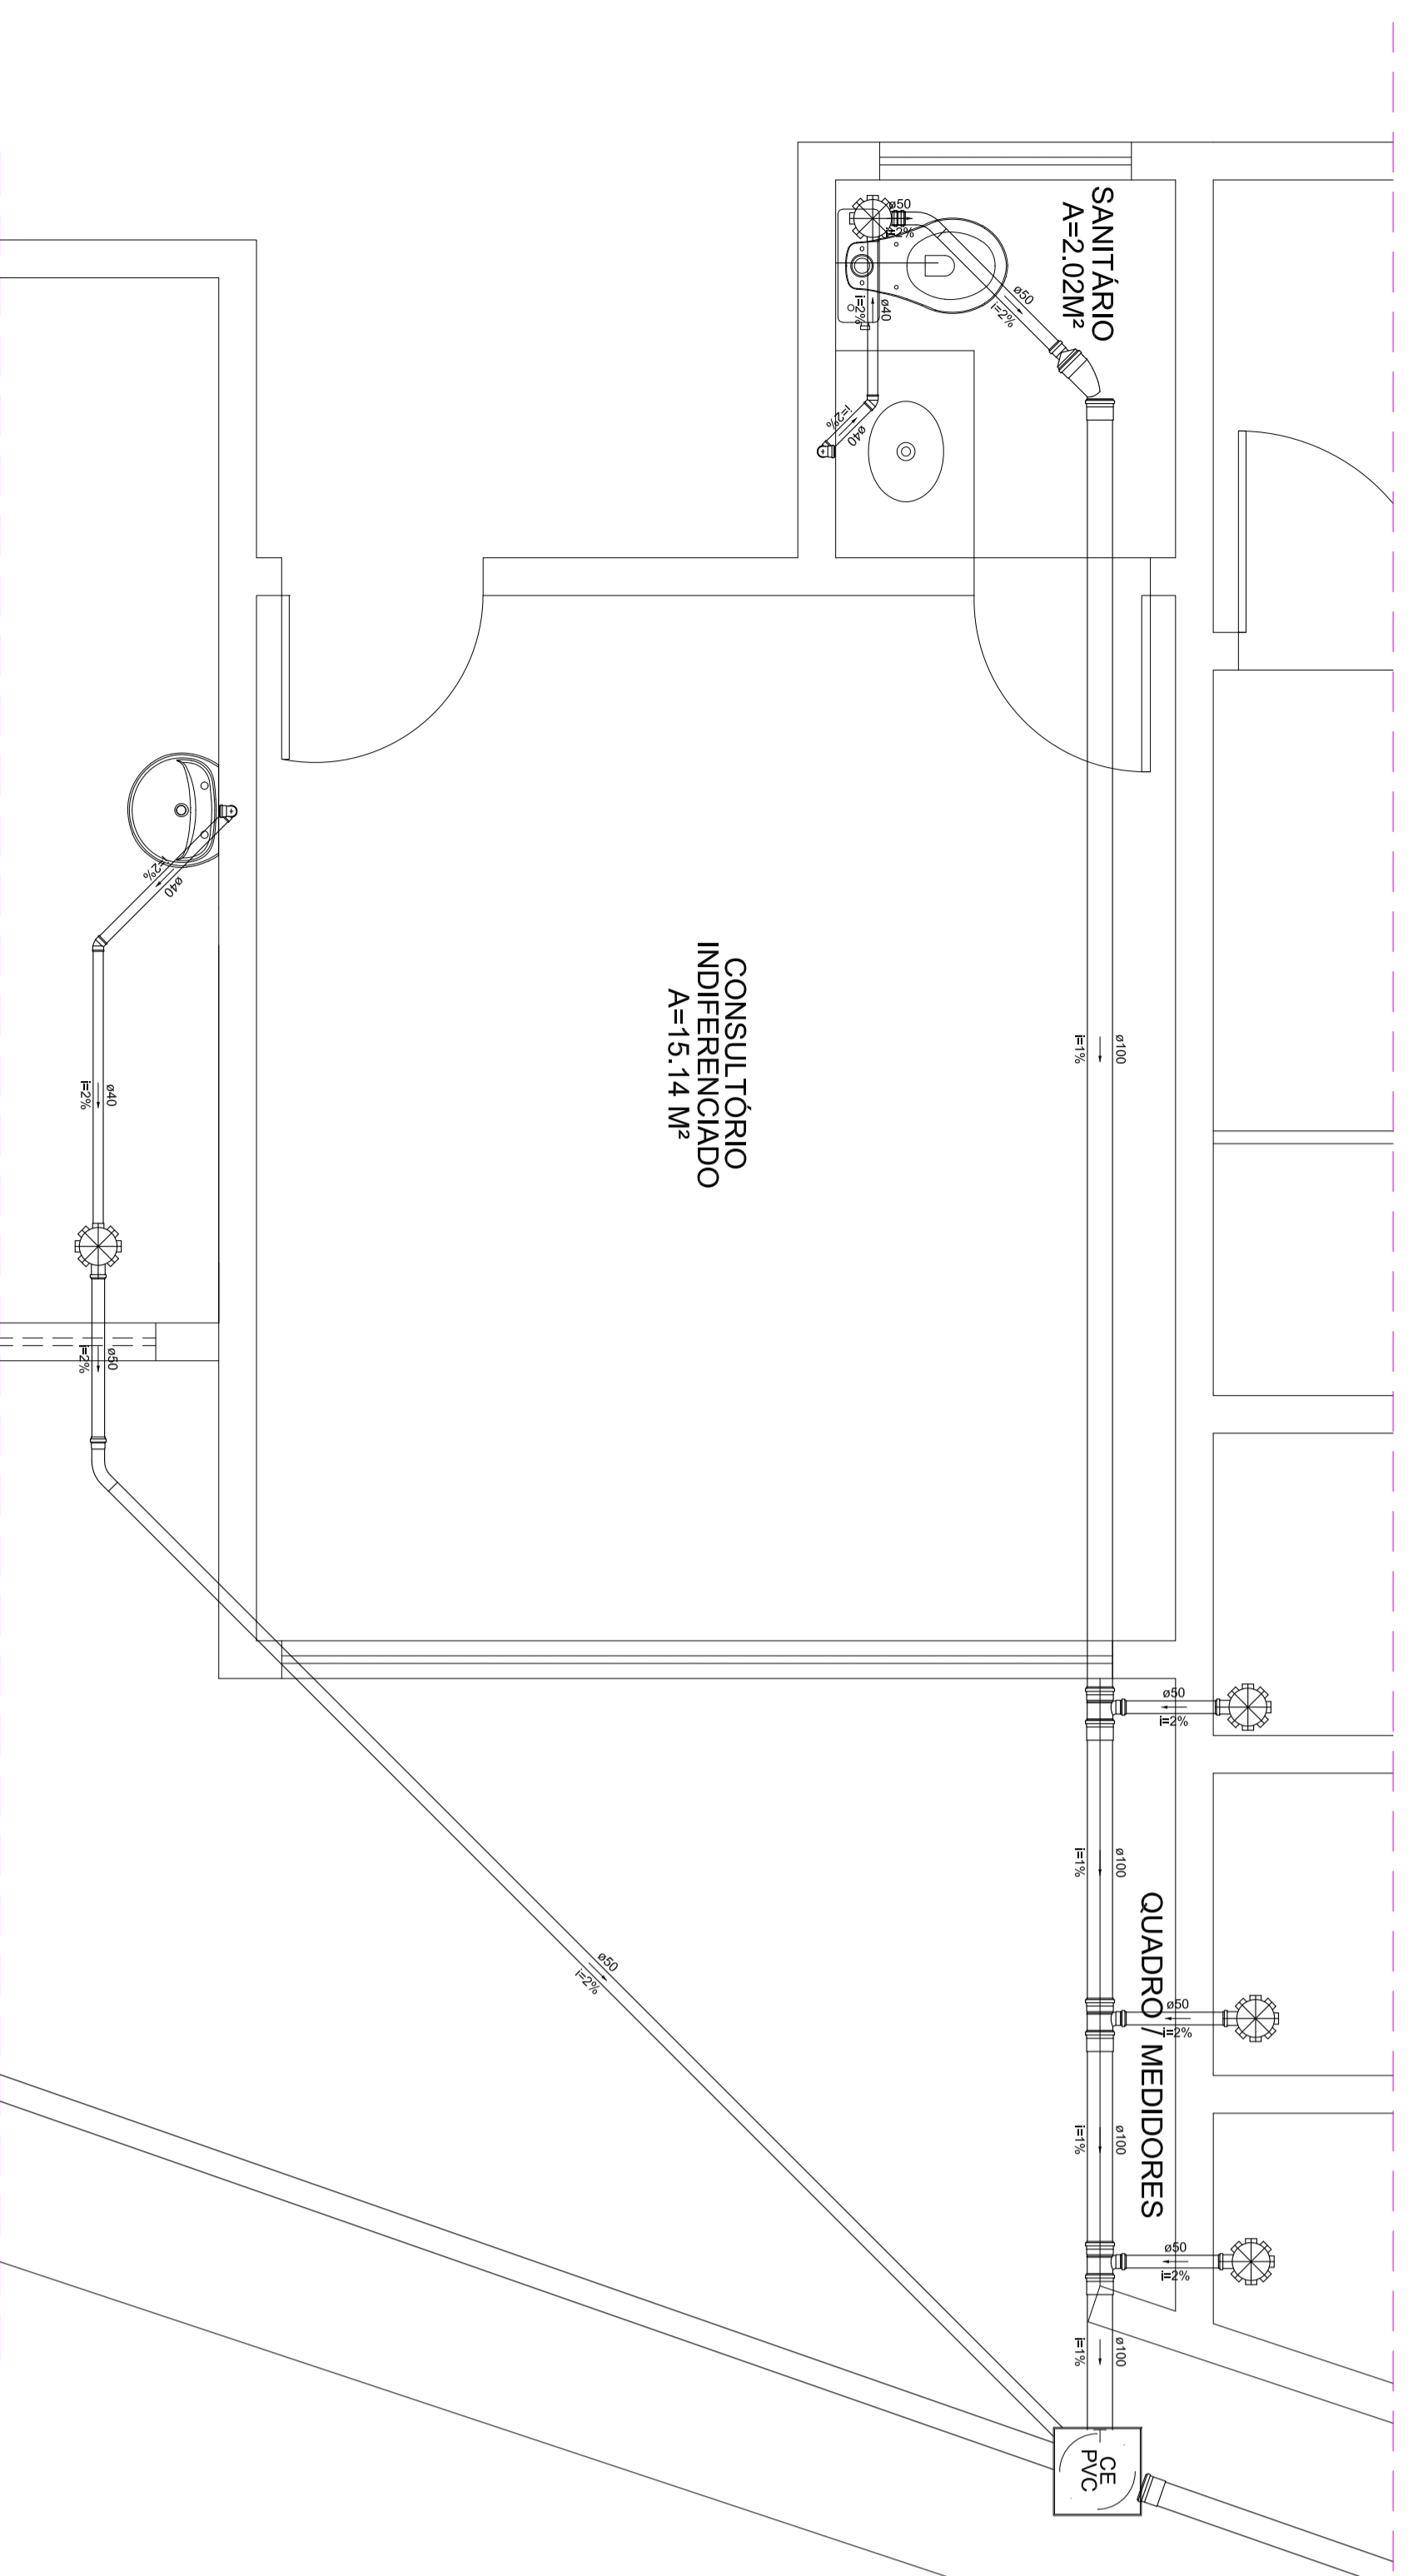 SANITÁRIO
A=2.02M²
ø50
i=2%
ø50
i=2%
ø40
i=2%
ø40
i=2%
CONSULTÓRIO
INDIFERENCIADO
A=15.14 M²
ø100
i=1%
ø40
i=2%
ø40
i=2%
ø50
i=2%
ø50
i=2%
ø50
i=2%
ø100
i=1%
QUADRO / MEDIDORES
ø50
i=2%
ø100
i=1%
ø50
i=2%
ø100
i=1%
CE
PVC